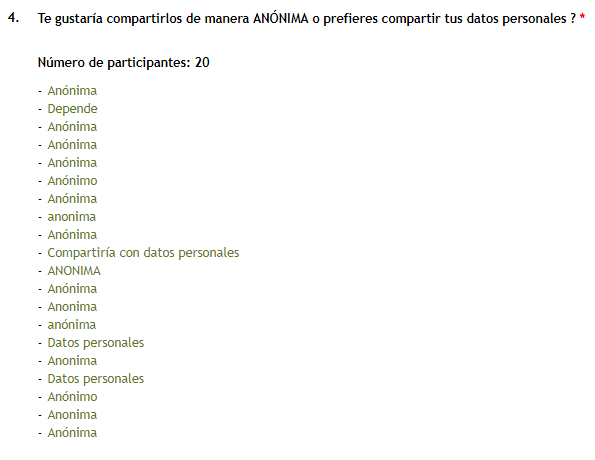 4. Te gustaría compartirlos de manera ANÓNIMA o prefieres compartir tus datos personales ? *
Número de participantes: 20
- Anónima
- Depende
- Anónima
- Anónima
- Anónima
- Anónimo
- Anónima
- anonima
- Anónima
- Compartiría con datos personales
- ANONIMA
- Anónima
- Anonima
- anónima
- Datos personales
- Anonima
- Datos personales
- Anónimo
- Anonima
- Anónima